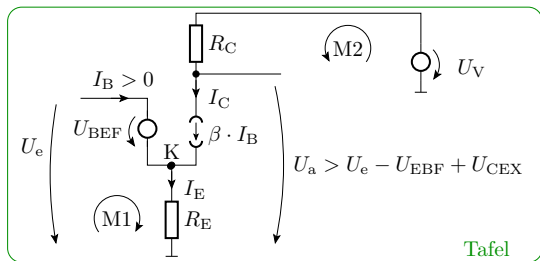 R_C
M2
U_V
I_B > 0
I_C
U_e
U_BEF
β · I_B
K
U_a > U_e − U_EBF + U_CEX
I_E
M1
R_E
Tafel